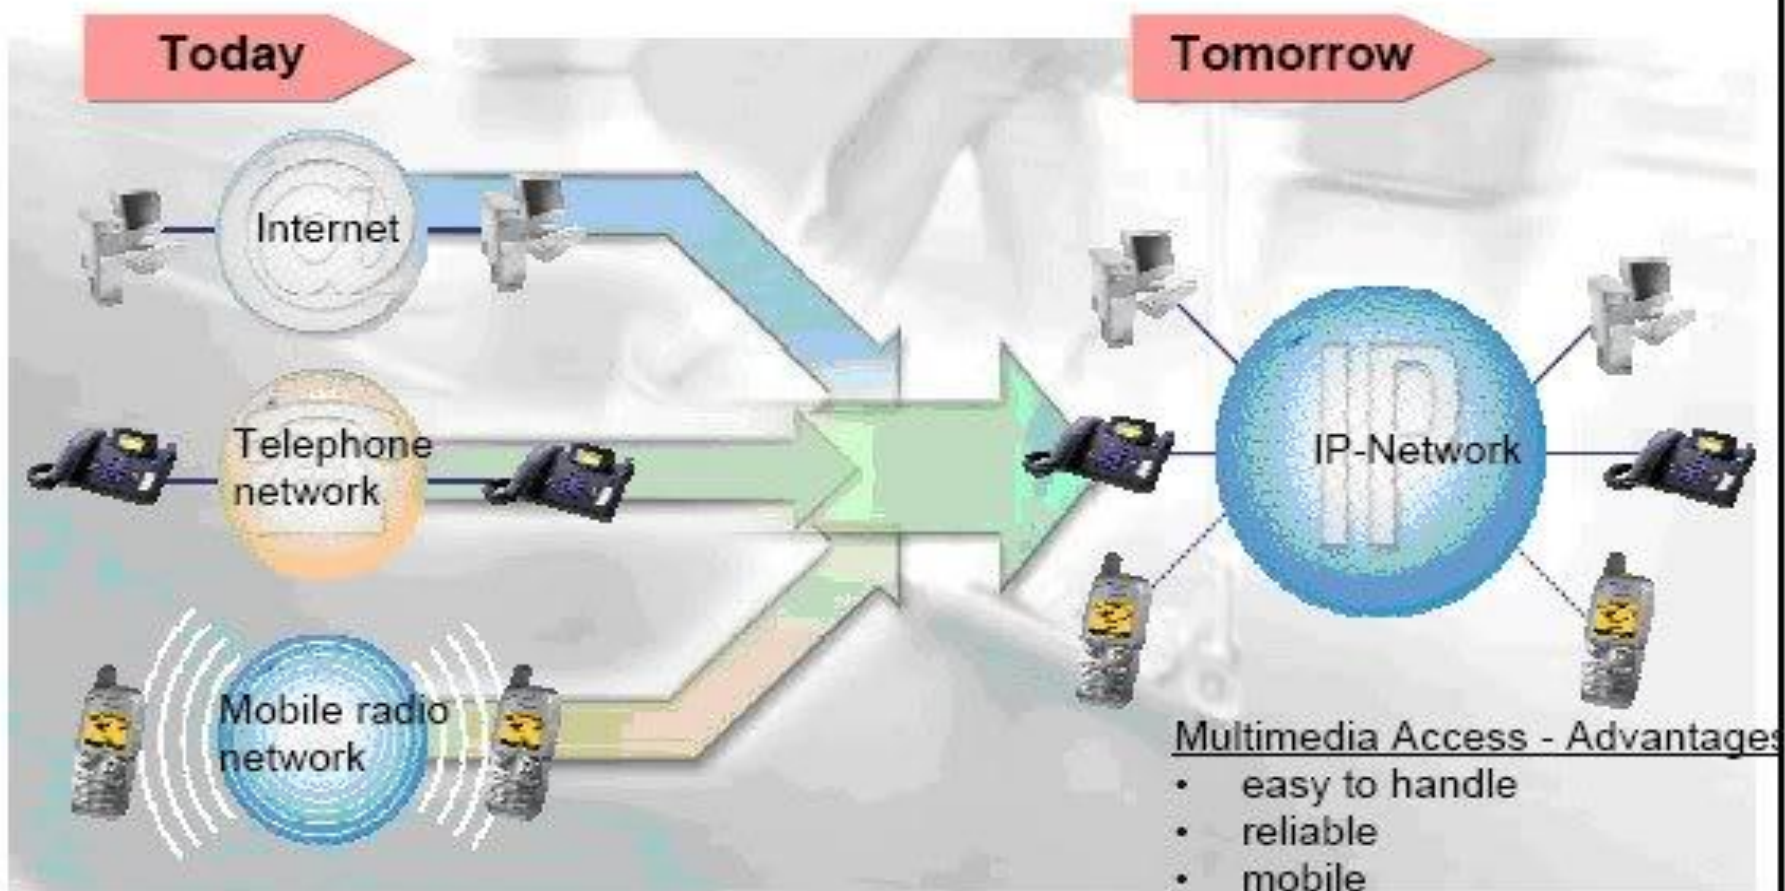 Today
Tomorrow
Internet
Telephone
network
Mobile radio
network
IP
IP-Network
Multimedia Access - Advantages
• easy to handle
• reliable
• mobile